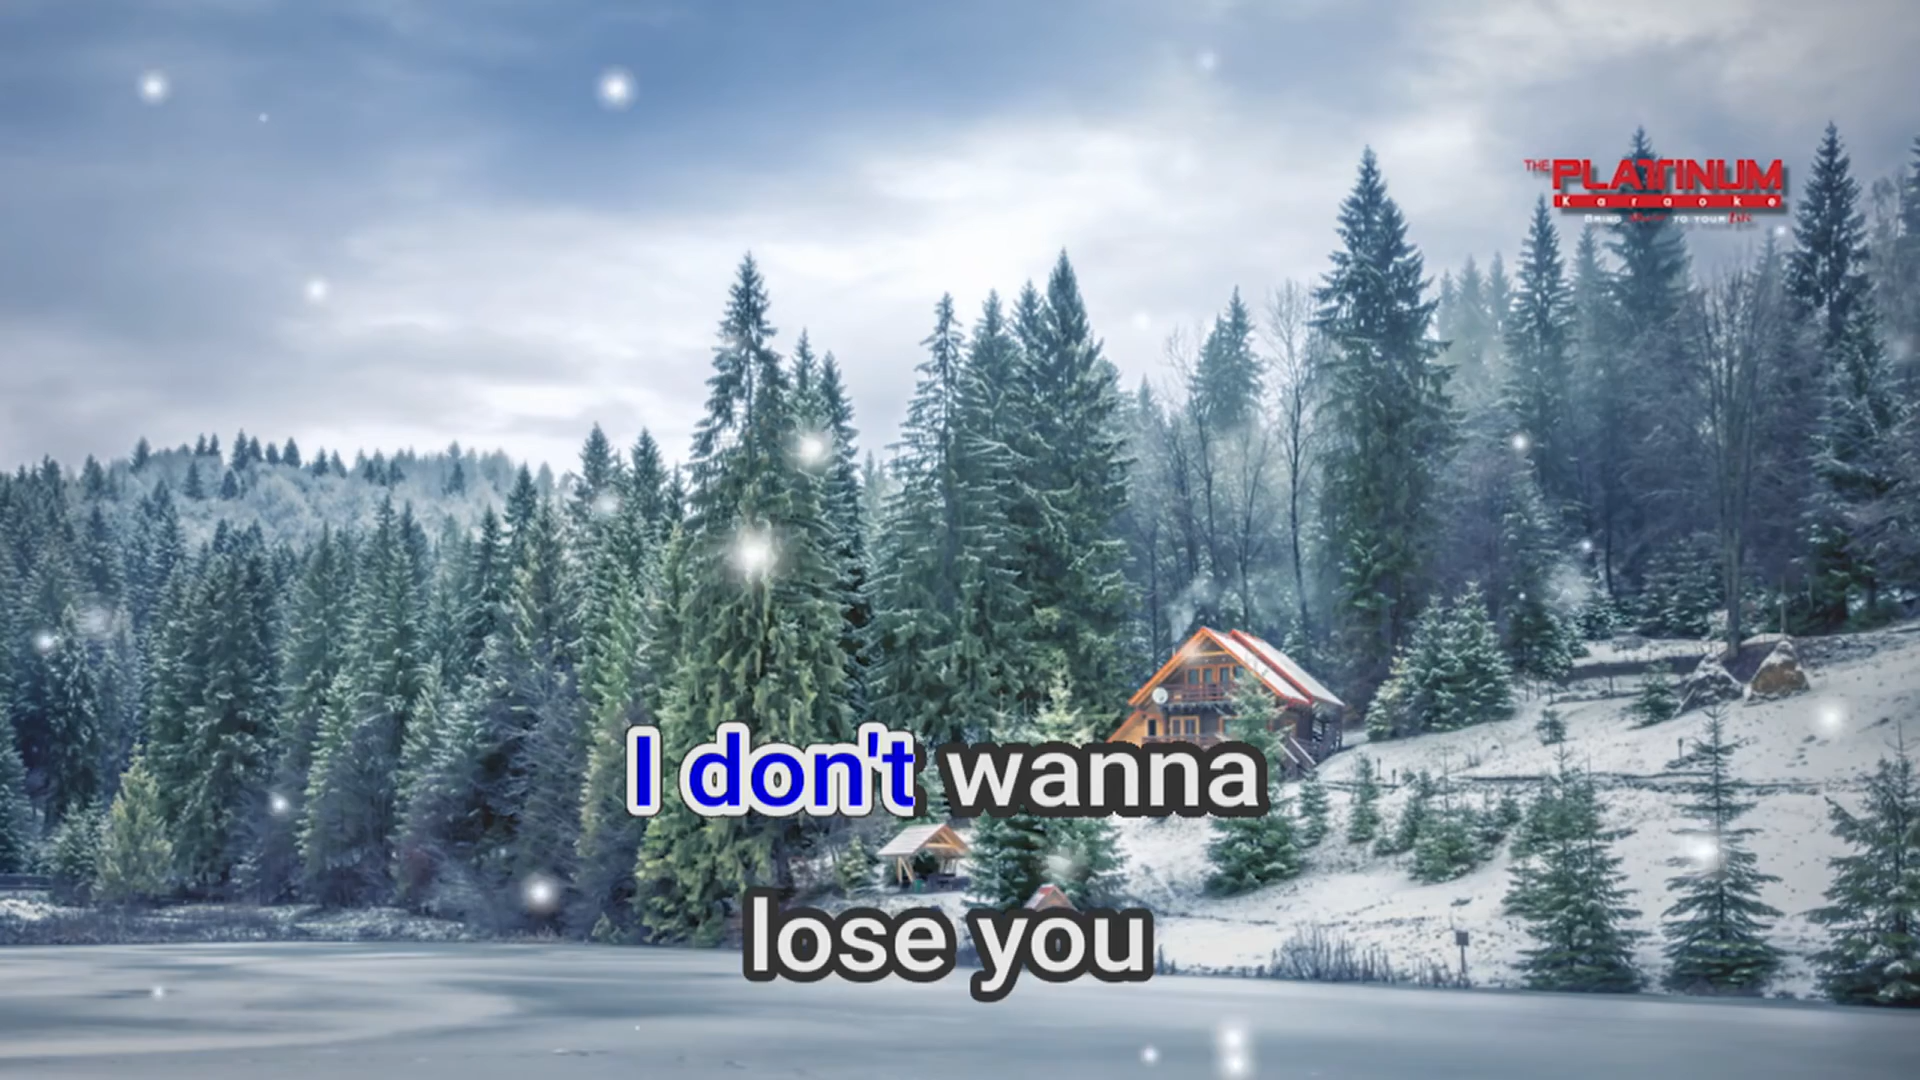 THE PLATINUM
Karaoke
BRING Music TO YOUR Life
I don't wanna
lose you